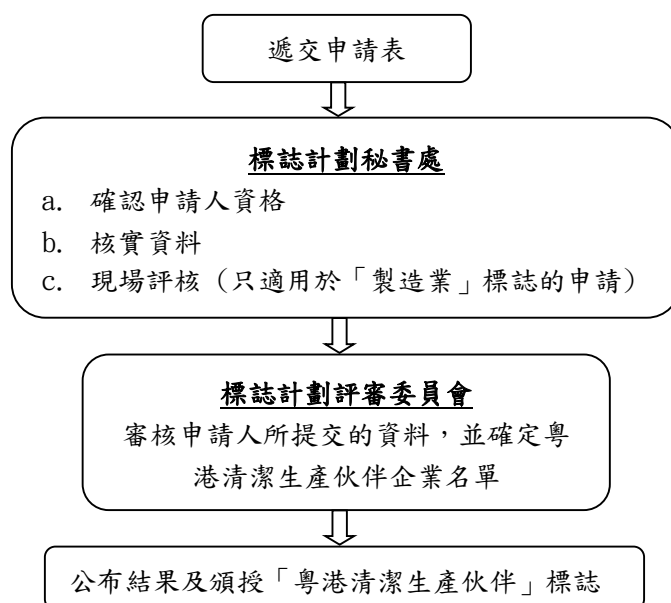 遞交申請表
標誌計劃秘書處
a. 確認申請人資格
b. 核實資料
c. 現場評核（只適用於「製造業」標誌的申請）
標誌計劃評審委員會
審核申請人所提交的資料，並確定粵
港清潔生產伙伴企業名單
公布結果及頒授「粵港清潔生產伙伴」標誌